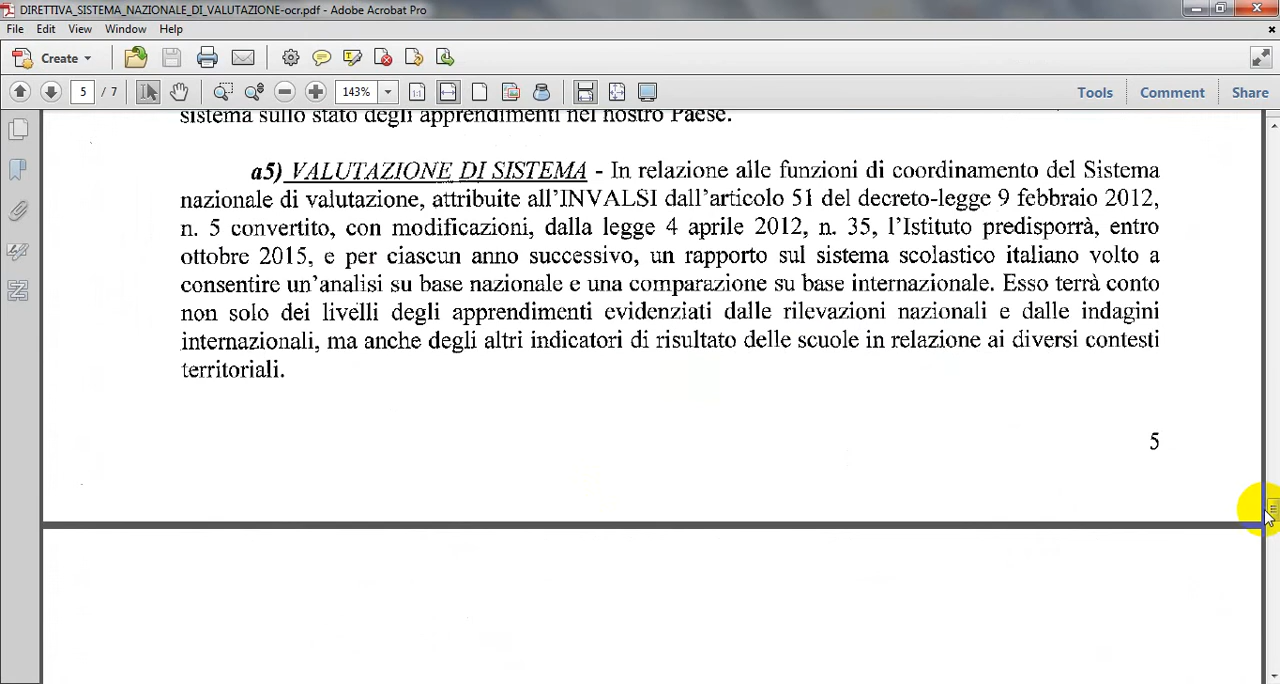 DIRETTIVA_SISTEMA_NAZIONALE_DI_VALUTAZIONE-ocr.pdf - Adobe Acrobat Pro
File Edit View Window Help
Create
5 / 7 143% Tools Comment Share
sistema sullo stato degli apprendimenti nel nostro Paese.
a5) VALUTAZIONE DI SISTEMA - In relazione alle funzioni di coordinamento del Sistema
nazionale di valutazione, attribuite all'INVALSI dall'articolo 51 del decreto-legge 9 febbraio 2012,
n. 5 convertito, con modificazioni, dalla legge 4 aprile 2012, n. 35, l'Istituto predisporrà, entro
ottobre 2015, e per ciascun anno successivo, un rapporto sul sistema scolastico italiano volto a
consentire un'analisi su base nazionale e una comparazione su base internazionale. Esso terrà conto
non solo dei livelli degli apprendimenti evidenziati dalle rilevazioni nazionali e dalle indagini
internazionali, ma anche degli altri indicatori di risultato delle scuole in relazione ai diversi contesti
territoriali.
5